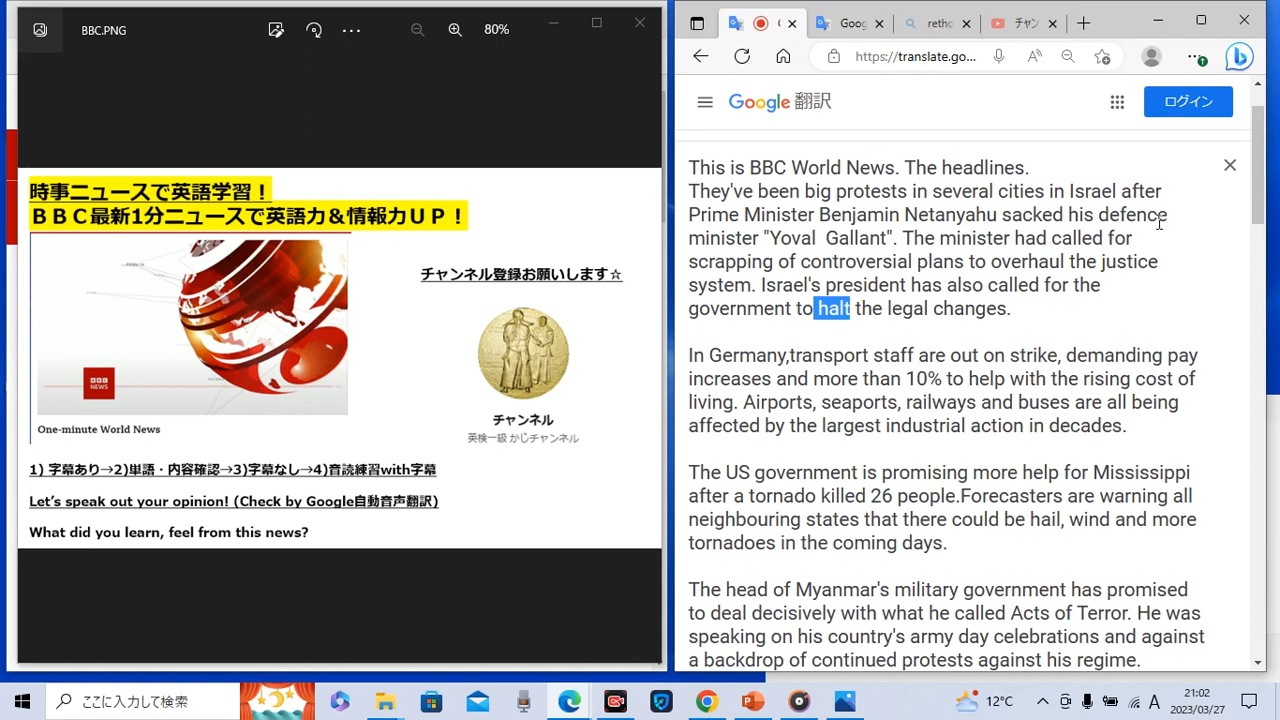 BBC.PNG
80%
時事ニュースで英語学習！
ＢＢＣ最新1分ニュースで英語力＆情報力ＵＰ！
チャンネル登録お願いします☆
BBC
NEWS
One-minute World News
チャンネル
英検一級 かじチャンネル
1) 字幕あり→2)単語・内容確認→3)字幕なし→4)音読練習with字幕
Let's speak out your opinion! (Check by Google自動音声翻訳)
What did you learn, feel from this news?
Goog
retho
チャン
https://translate.go...
Google 翻訳
ログイン
This is BBC World News. The headlines.
They've been big protests in several cities in Israel after
Prime Minister Benjamin Netanyahu sacked his defence
minister "Yoval  Gallant". The minister had called for
scrapping of controversial plans to overhaul the justice
system. Israel's president has also called for the
government to halt the legal changes.
In Germany,transport staff are out on strike, demanding pay
increases and more than 10% to help with the rising cost of
living. Airports, seaports, railways and buses are all being
affected by the largest industrial action in decades.
The US government is promising more help for Mississippi
after a tornado killed 26 people.Forecasters are warning all
neighbouring states that there could be hail, wind and more
tornadoes in the coming days.
The head of Myanmar's military government has promised
to deal decisively with what he called Acts of Terror. He was
speaking on his country's army day celebrations and against
a backdrop of continued protests against his regime.
ここに入力して検索
12°C
A
21:02
2023/03/27